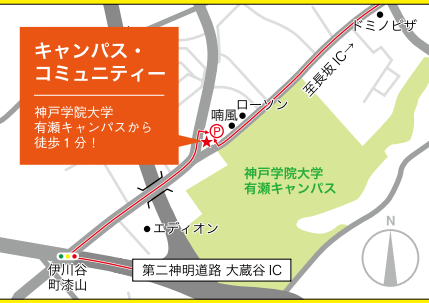 ドミノピザ
キャンパス・
コミュニティー
神戸学院大学
有瀬キャンパスから
徒歩1分！
至長坂IC→
ローソン
喃風
P
神戸学院大学
有瀬キャンパス
エディオン
N
伊川谷
町漆山
第二神明道路 大蔵谷IC